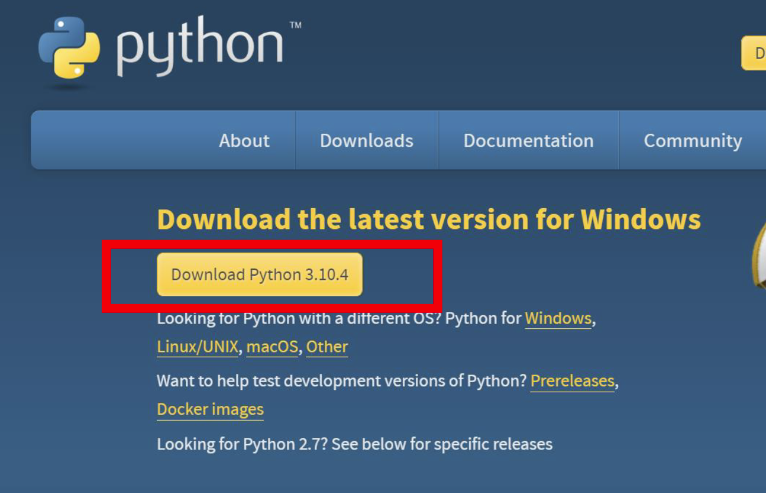 python™
D
About Downloads Documentation Community
Download the latest version for Windows
Download Python 3.10.4
Looking for Python with a different OS? Python for Windows,
Linux/UNIX, macOS, Other
Want to help test development versions of Python? Prereleases,
Docker images
Looking for Python 2.7? See below for specific releases